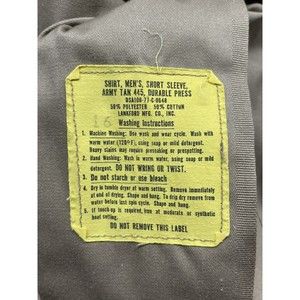 SHIRT, MEN'S, SHORT SLEEVE,
ARMY TAN 445, DURABLE PRESS
DSA100-77-C-0648
50% POLYESTER 50% COTTON
LANAFORD MFG. CO., INC.
16
Washing Instructions
1. Machine Washing: Use wash and wear cycle. Wash with
warm water (120°F), using soap or mild detergent.
Heavy stains may require presoaking or prespotting.
2. Hand Washing: Wash in warm water, using soap or mild
detergent. DO NOT WRING OR TWIST.
3. Do not starch or use bleach
4. Dry in tumble dryer at warm setting. Remove immediately
at end of drying. Shape and hang. To drip dry remove from
water before last spin cycle. Shape and hang.
5. If touch-up is required, iron at moderate or synthetic
heat setting.
DO NOT REMOVE THIS LABEL